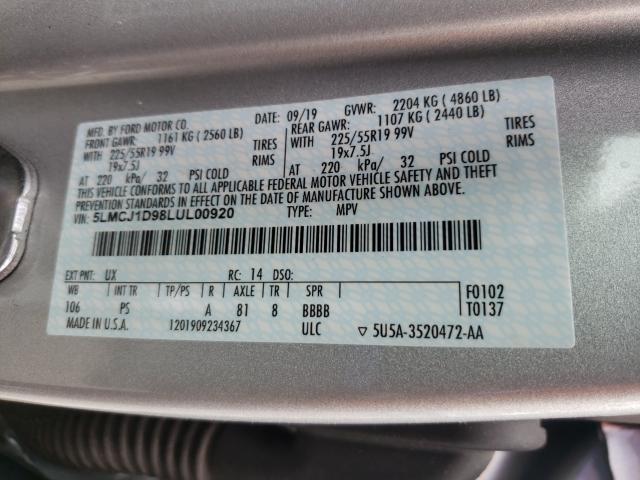 MFD. BY FORD MOTOR CO.
DATE: 09/19 GVWR: 2204 KG ( 4860 LB)
FRONT GAWR: 1161 KG ( 2560 LB) REAR GAWR: 1107 KG ( 2440 LB)
WITH 225/55R19 99V TIRES WITH 225/55R19 99V TIRES
19x7.5J RIMS 19x7.5J RIMS
AT 220 kPa/ 32 PSI COLD AT 220 kPa/ 32 PSI COLD
THIS VEHICLE CONFORMS TO ALL APPLICABLE FEDERAL MOTOR VEHICLE SAFETY AND THEFT
PREVENTION STANDARDS IN EFFECT ON THE DATE OF MANUFACTURE SHOWN ABOVE.
VIN: 5LMCJ1D98LUL00920 TYPE: MPV
EXT PNT: UX RC: 14 DSO:
WB INT TR TP/PS R AXLE TR SPR F0102
106 PS A 81 8 BBBB T0137
MADE IN U.S.A. 1201909234367 ULC ▽ 5U5A-3520472-AA